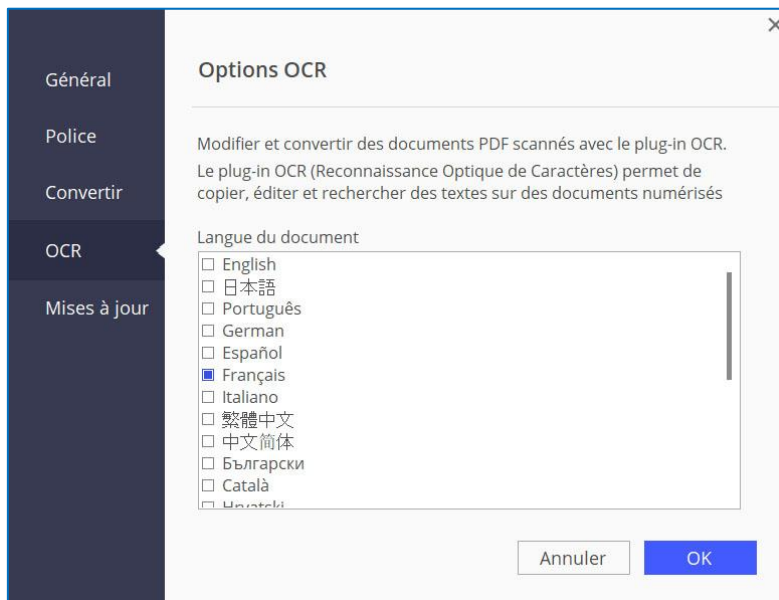 Général
Police
Convertir
OCR
Mises à jour
Options OCR
Modifier et convertir des documents PDF scannés avec le plug-in OCR.
Le plug-in OCR (Reconnaissance Optique de Caractères) permet de
copier, éditer et rechercher des textes sur des documents numérisés
Langue du document
English
日本語
Português
German
Español
Français
Italiano
繁體中文
中文简体
Български
Català
Hrvatski
Annuler
OK